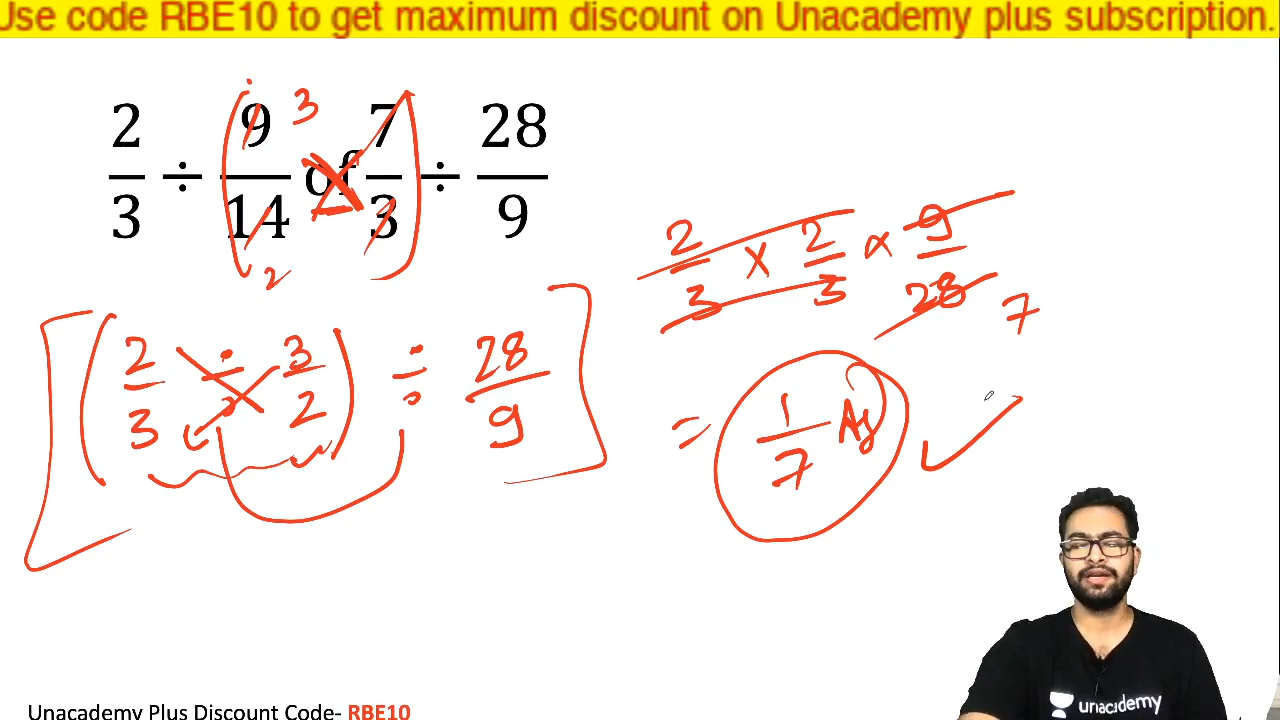 Use code RBE10 to get maximum discount on Unacademy plus subscription.
2/3 ÷ 9/14 of 7/3 ÷ 28/9
3
2
2/3 × 2/3 × 9/28
7
(2/3 ÷ 3/2) ÷ 28/9
= 1/7
unacademy
Unacademy Plus Discount Code- RBE10